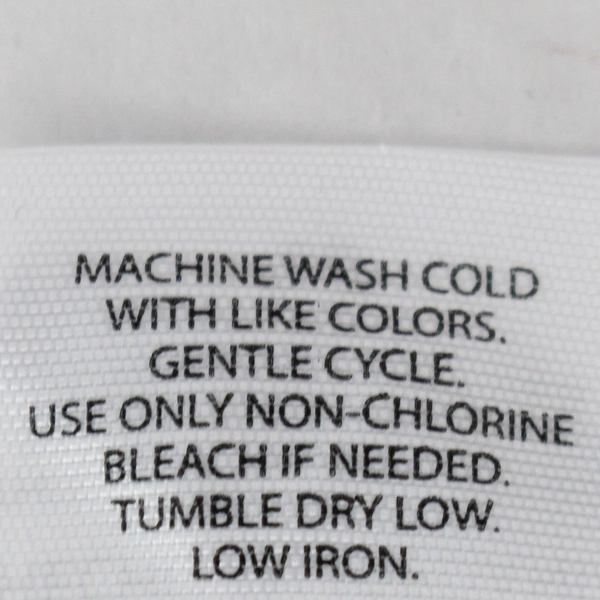 MACHINE WASH COLD
WITH LIKE COLORS.
GENTLE CYCLE.
USE ONLY NON-CHLORINE
BLEACH IF NEEDED.
TUMBLE DRY LOW.
LOW IRON.